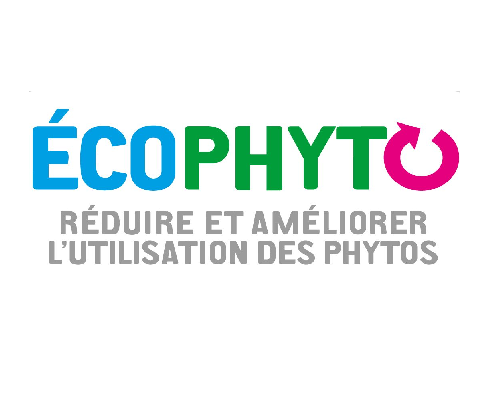 ÉCOPHYTO
RÉDUIRE ET AMÉLIORER
L'UTILISATION DES PHYTOS